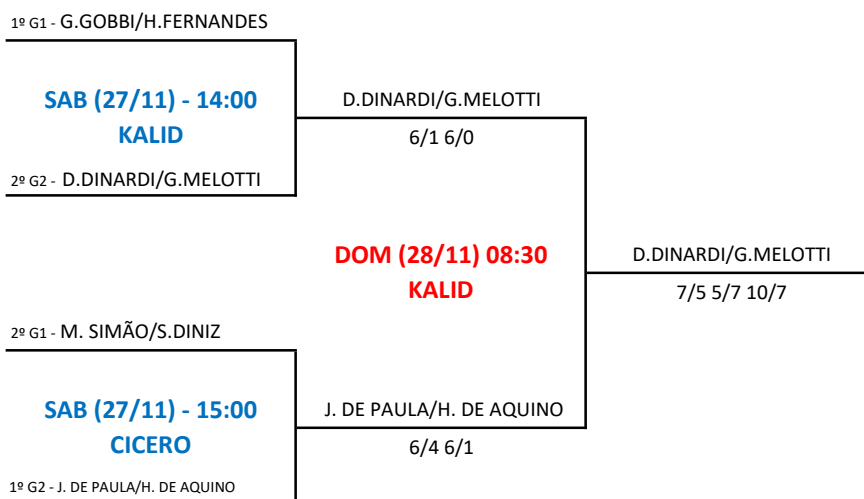 1º G1 - G.GOBBI/H.FERNANDES
SAB (27/11) - 14:00
KALID
2º G2 - D.DINARDI/G.MELOTTI
D.DINARDI/G.MELOTTI
6/1 6/0
DOM (28/11) 08:30
KALID
D.DINARDI/G.MELOTTI
7/5 5/7 10/7
2º G1 - M. SIMÃO/S.DINIZ
SAB (27/11) - 15:00
CICERO
1º G2 - J. DE PAULA/H. DE AQUINO
J. DE PAULA/H. DE AQUINO
6/4 6/1